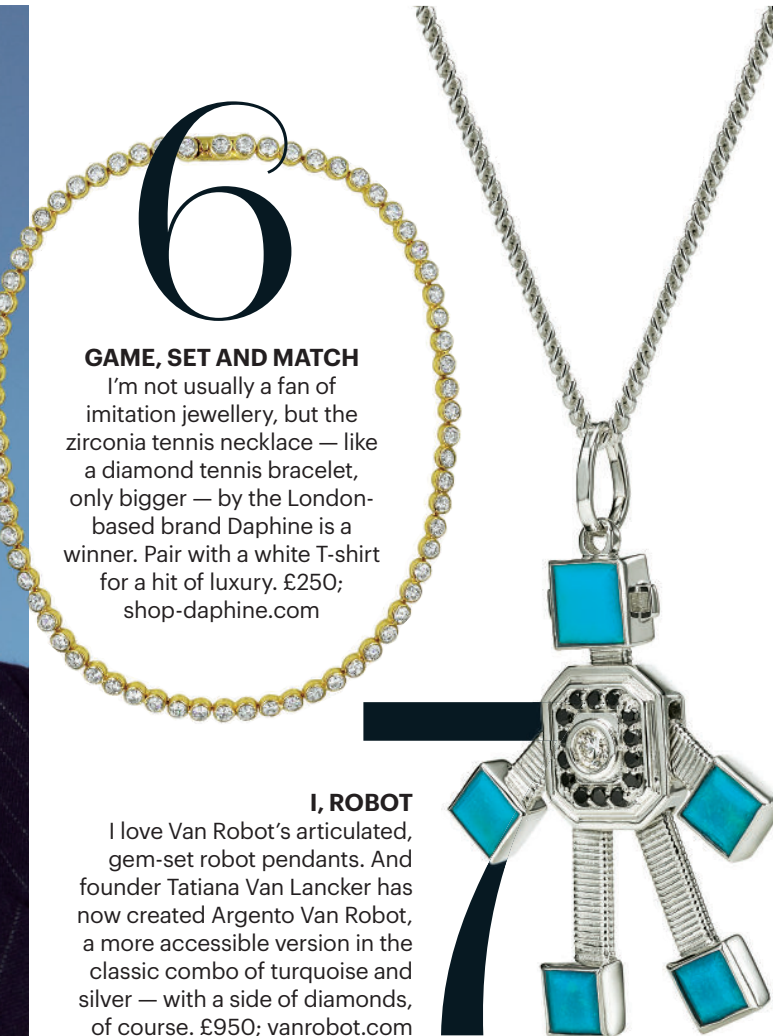 6
GAME, SET AND MATCH
I’m not usually a fan of
imitation jewellery, but the
zirconia tennis necklace — like
a diamond tennis bracelet,
only bigger — by the London-
based brand Daphine is a
winner. Pair with a white T-shirt
for a hit of luxury. £250;
shop-daphine.com
7
I, ROBOT
I love Van Robot’s articulated,
gem-set robot pendants. And
founder Tatiana Van Lancker has
now created Argento Van Robot,
a more accessible version in the
classic combo of turquoise and
silver — with a side of diamonds,
of course. £950; vanrobot.com